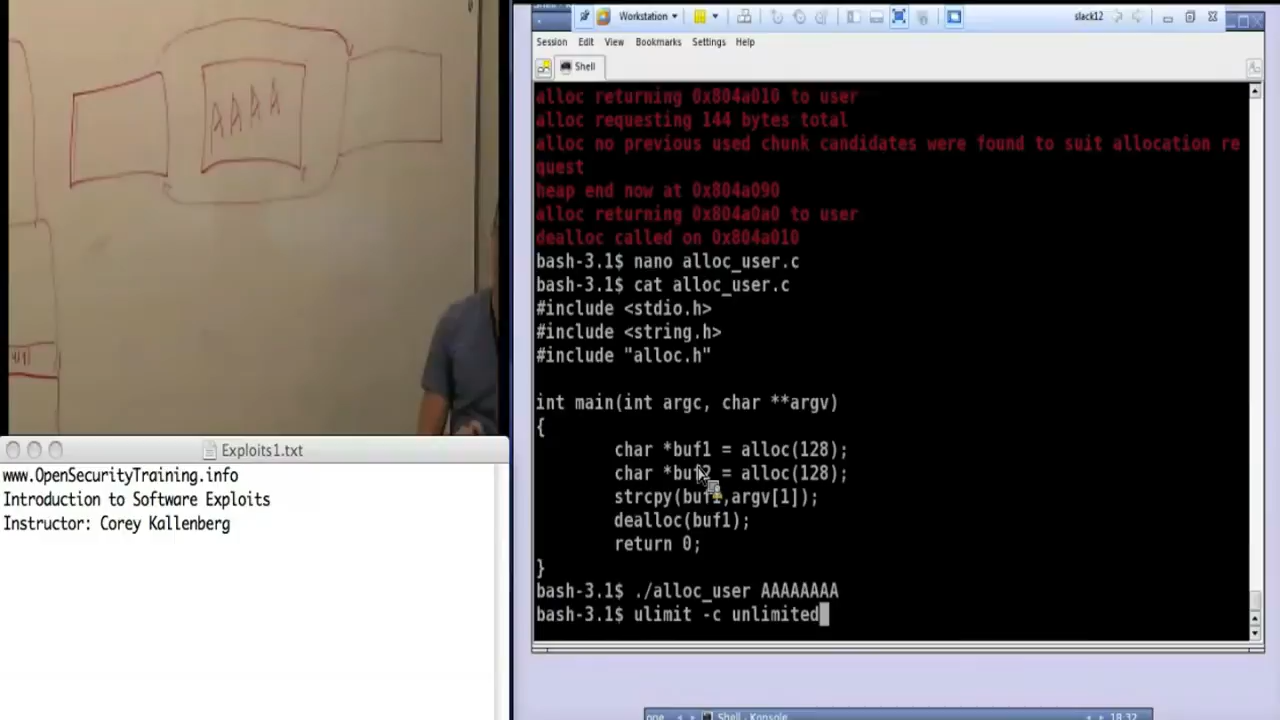 AAAA
Workstation
slack12
Session Edit View Bookmarks Settings Help
Shell
alloc returning 0x804a010 to user
alloc requesting 144 bytes total
alloc no previous used chunk candidates were found to suit allocation re
quest
heap end now at 0x804a090
alloc returning 0x804a0a0 to user
dealloc called on 0x804a010
bash-3.1$ nano alloc_user.c
bash-3.1$ cat alloc_user.c
#include <stdio.h>
#include <string.h>
#include "alloc.h"
int main(int argc, char **argv)
{
char *buf1 = alloc(128);
char *buf2 = alloc(128);
strcpy(buf1,argv[1]);
dealloc(buf1);
return 0;
}
bash-3.1$ ./alloc_user AAAAAAAA
bash-3.1$ ulimit -c unlimited
Exploits1.txt
www.OpenSecurityTraining.info
Introduction to Software Exploits
Instructor: Corey Kallenberg
Shell - Konsole
18:32